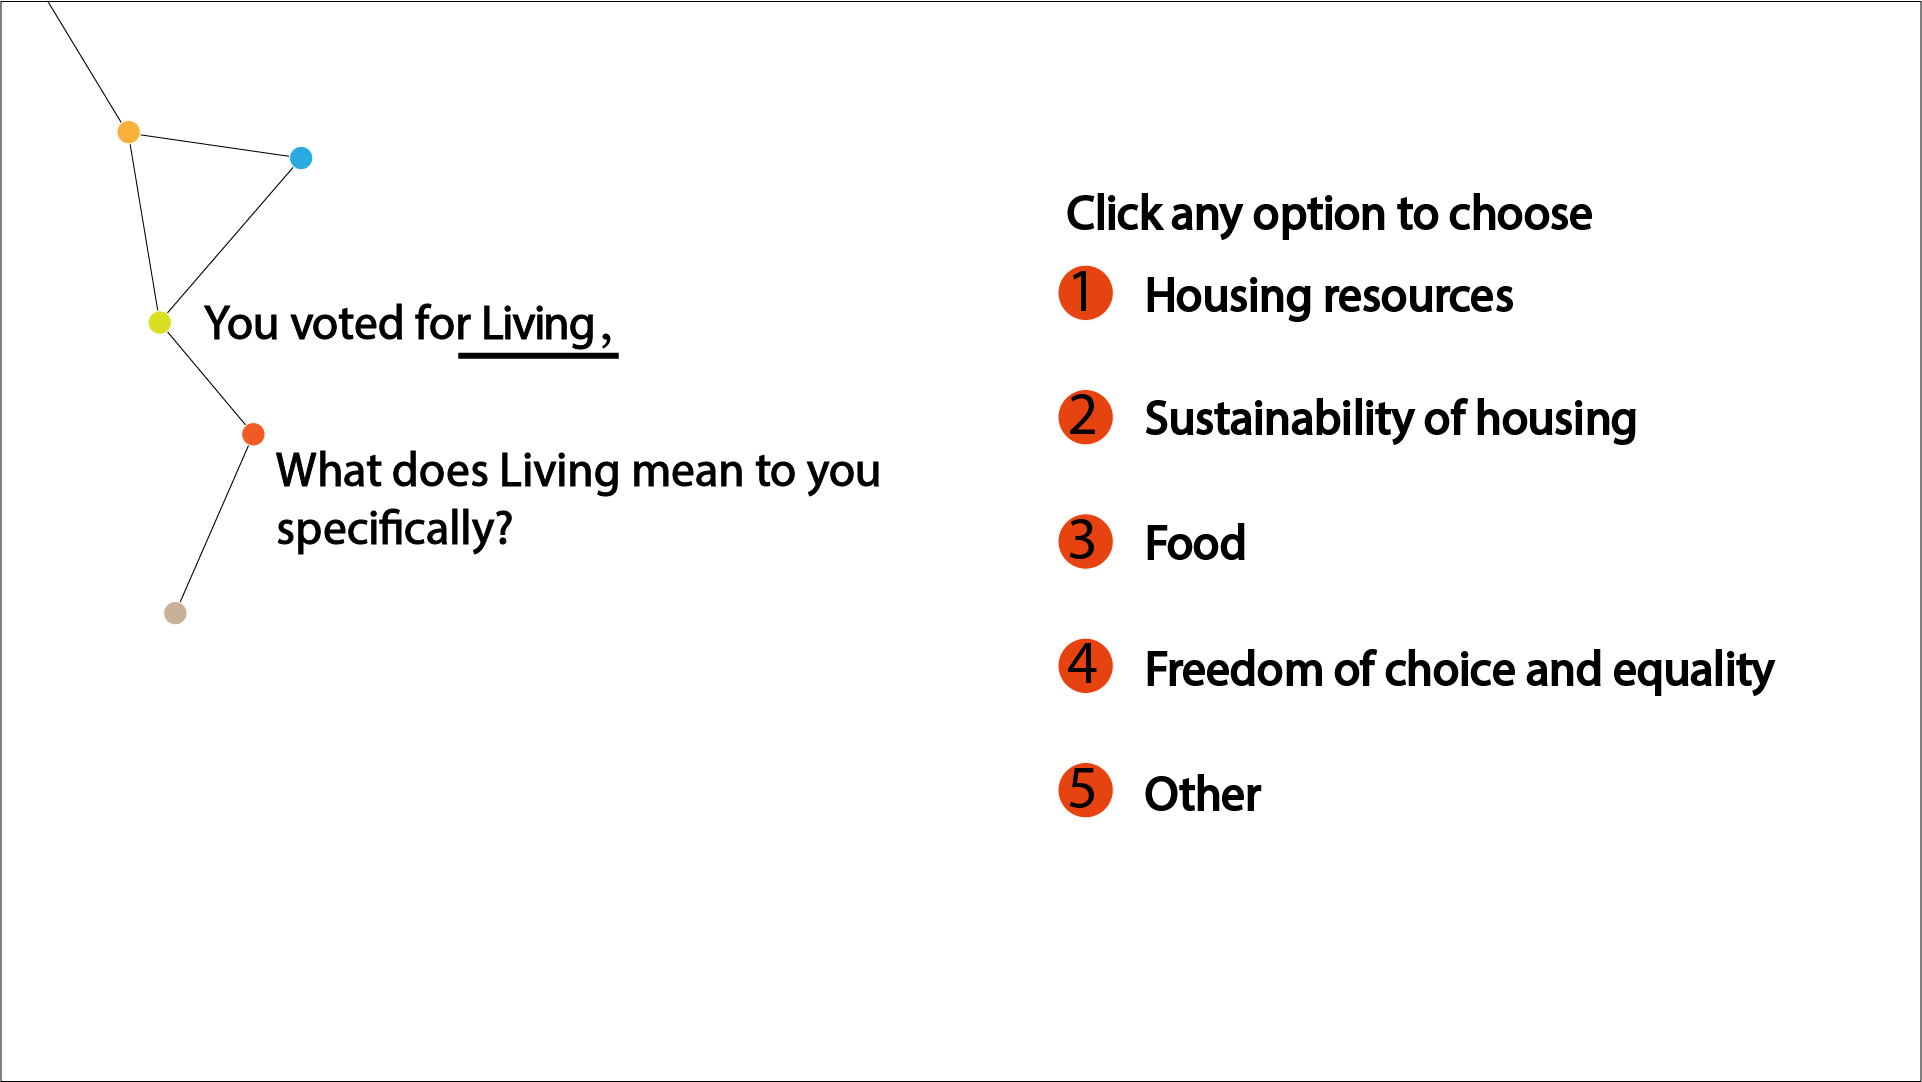 You voted for Living,
What does Living mean to you
specifically?
Click any option to choose
1 Housing resources
2 Sustainability of housing
3 Food
4 Freedom of choice and equality
5 Other